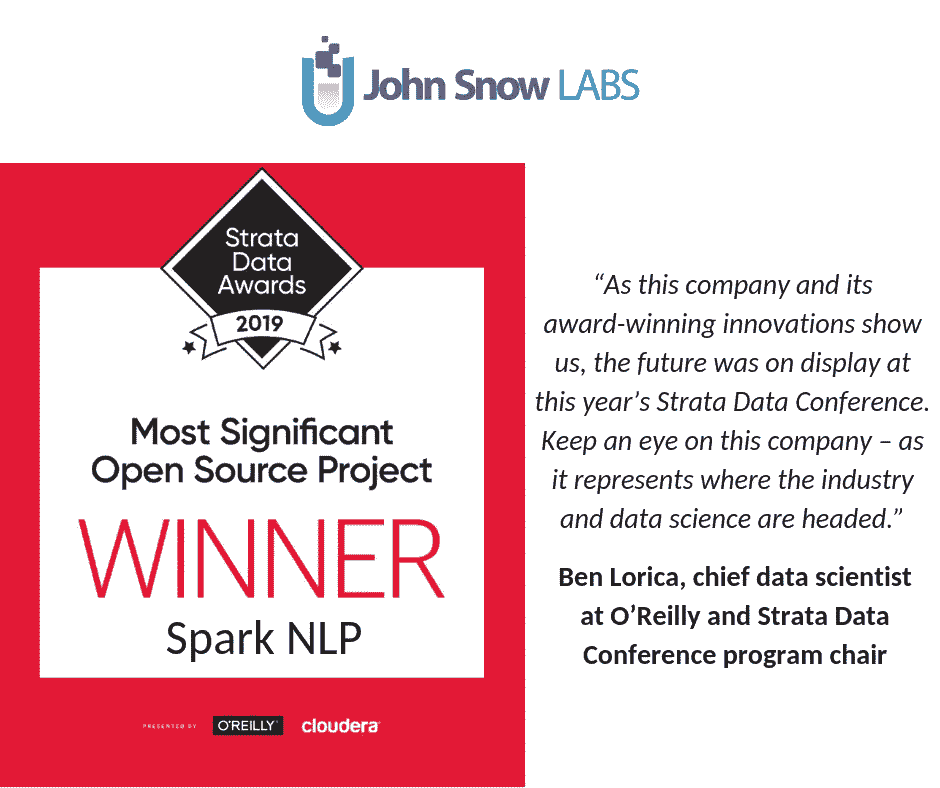 John Snow LABS
Strata
Data
Awards
2019
Most Significant
Open Source Project
WINNER
Spark NLP
PRESENTED BY O'REILLY® cloudera®
“As this company and its
award-winning innovations show
us, the future was on display at
this year’s Strata Data Conference.
Keep an eye on this company – as
it represents where the industry
and data science are headed.”
Ben Lorica, chief data scientist
at O’Reilly and Strata Data
Conference program chair